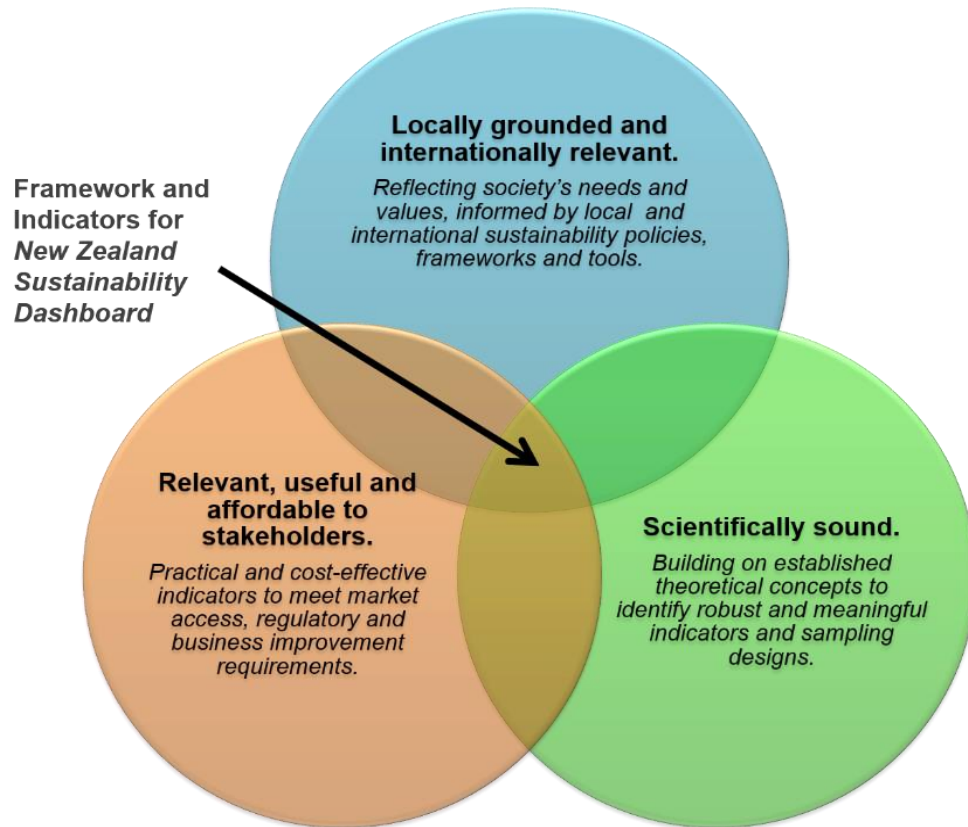 Locally grounded and
internationally relevant.
Reflecting society's needs and
values, informed by local and
international sustainability policies,
frameworks and tools.
Framework and
Indicators for
New Zealand
Sustainability
Dashboard
Relevant, useful and
affordable to
stakeholders.
Practical and cost-effective
indicators to meet market
access, regulatory and
business improvement
requirements.
Scientifically sound.
Building on established
theoretical concepts to
identify robust and meaningful
indicators and sampling
designs.